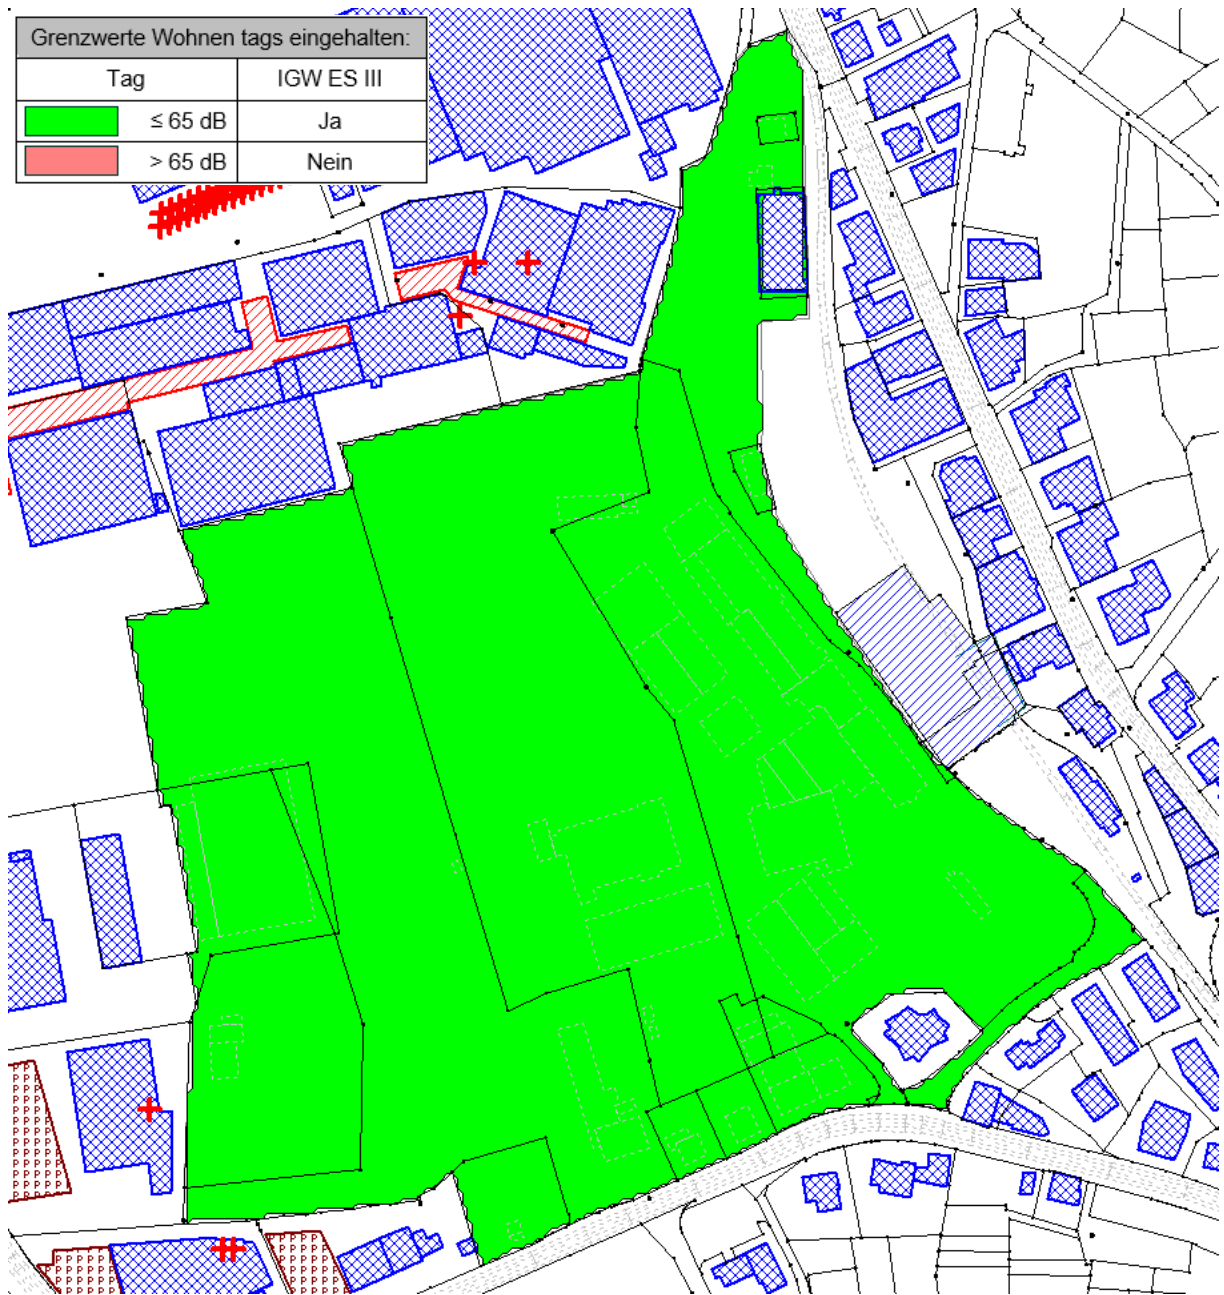 Grenzwerte Wohnen tags eingehalten:
Tag IGW ES III
≤ 65 dB Ja
> 65 dB Nein